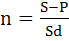 n = S–P
Sd